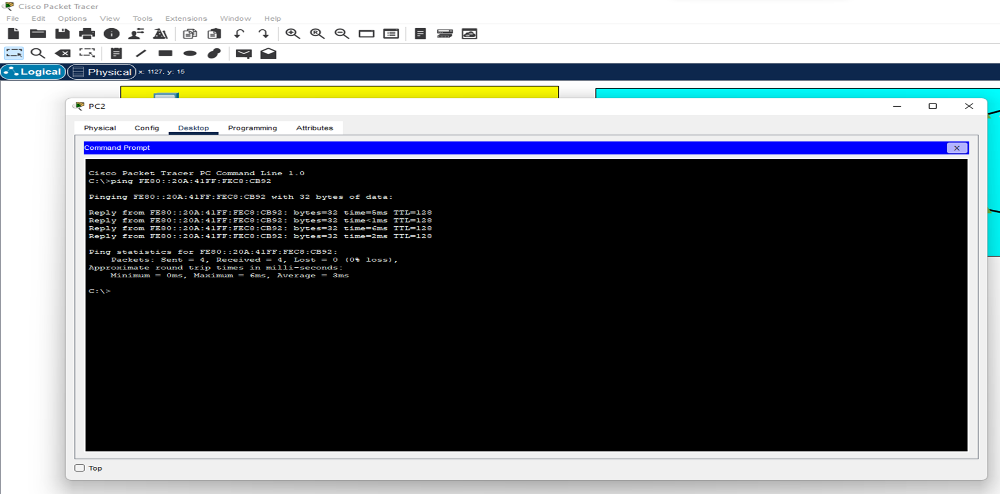 Cisco Packet Tracer
File Edit Options View Tools Extensions Window Help
Logical Physical x: 1127, y: 15
PC2
Physical Config Desktop Programming Attributes
Command Prompt X
Cisco Packet Tracer PC Command Line 1.0
C:\>ping FE80::20A:41FF:FEC8:CB92
Pinging FE80::20A:41FF:FEC8:CB92 with 32 bytes of data:
Reply from FE80::20A:41FF:FEC8:CB92: bytes=32 time=5ms TTL=128
Reply from FE80::20A:41FF:FEC8:CB92: bytes=32 time<1ms TTL=128
Reply from FE80::20A:41FF:FEC8:CB92: bytes=32 time=6ms TTL=128
Reply from FE80::20A:41FF:FEC8:CB92: bytes=32 time=2ms TTL=128
Ping statistics for FE80::20A:41FF:FEC8:CB92:
Packets: Sent = 4, Received = 4, Lost = 0 (0% loss),
Approximate round trip times in milli-seconds:
Minimum = 0ms, Maximum = 6ms, Average = 3ms
C:\>
Top